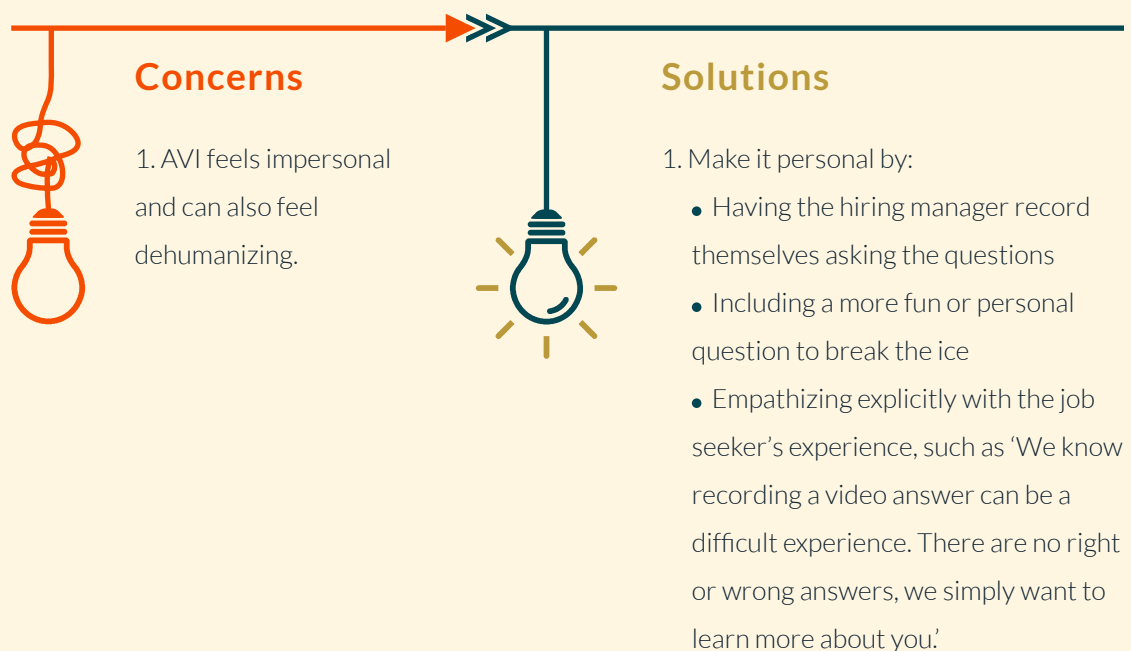 Concerns
1. AVI feels impersonal
and can also feel
dehumanizing.
Solutions
1. Make it personal by:
• Having the hiring manager record
themselves asking the questions
• Including a more fun or personal
question to break the ice
• Empathizing explicitly with the job
seeker’s experience, such as ‘We know
recording a video answer can be a
difficult experience. There are no right
or wrong answers, we simply want to
learn more about you.’